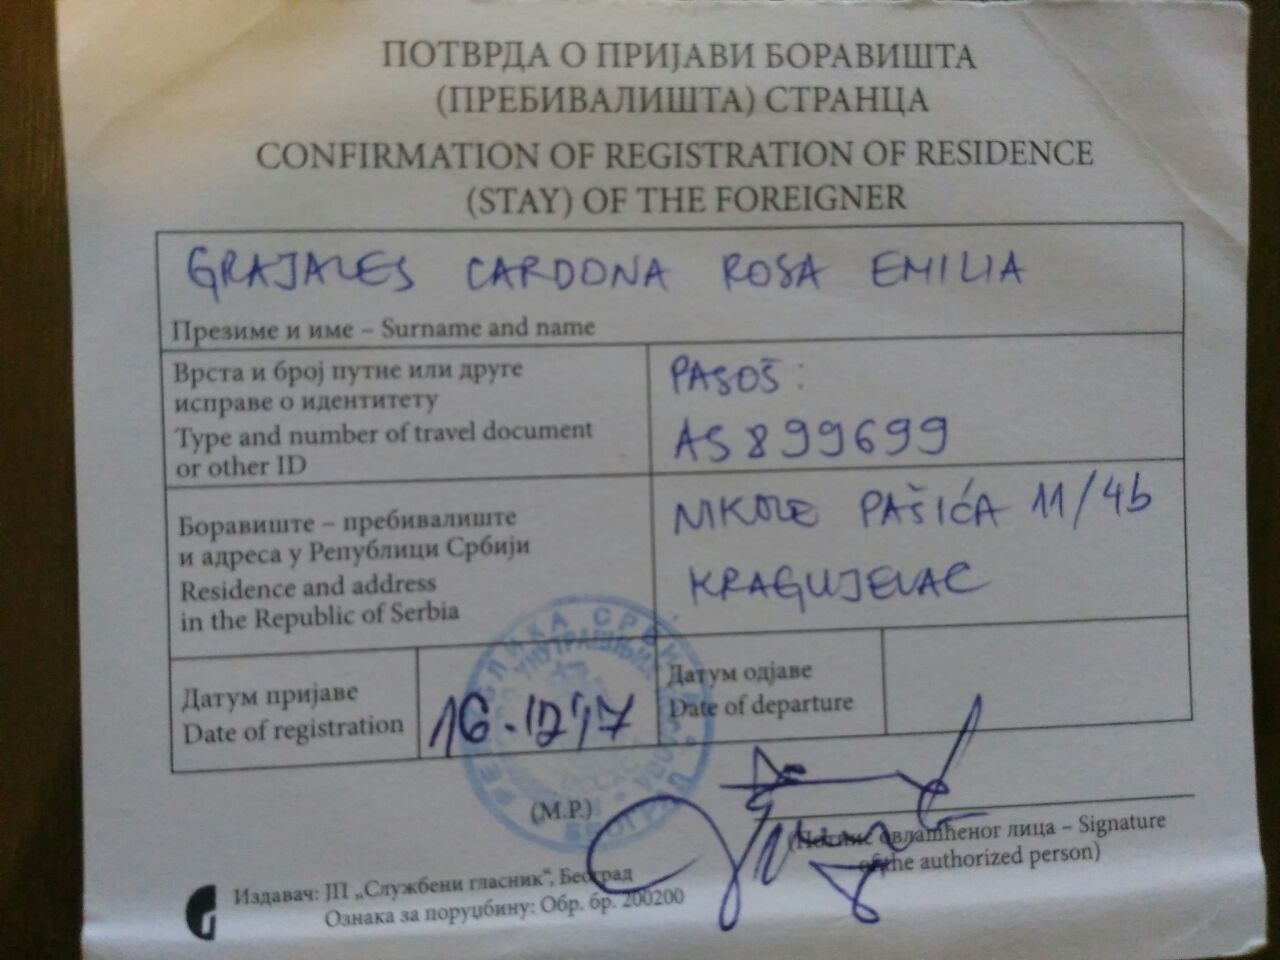 ПОТВРДА О ПРИЈАВИ БОРАВИШТА
(ПРЕБИВАЛИШТА) СТРАНЦА
CONFIRMATION OF REGISTRATION OF RESIDENCE
(STAY) OF THE FOREIGNER
GRAJALES CARDONA ROSA EMILIA
Презиме и име – Surname and name
Врста и број путне или друге
исправе о идентитету
Type and number of travel document
or other ID
PASOŠ:
AS899699
Боравиште – пребивалиште
и адреса у Републици Србији
Residence and address
in the Republic of Serbia
NIKOLE PAŠIĆA 11/4b
KRAGUJEVAC
Датум пријаве
Date of registration
16.12.17
Датум одјаве
Date of departure
РЕПУБЛИКА СРБИЈА
(М.Р.)
(Потпис овлашћеног лица – Signature
of the authorized person)
Издавач: ЈП „Службени гласник“, Београд
Ознака за поруџбину: Обр. бр. 200200